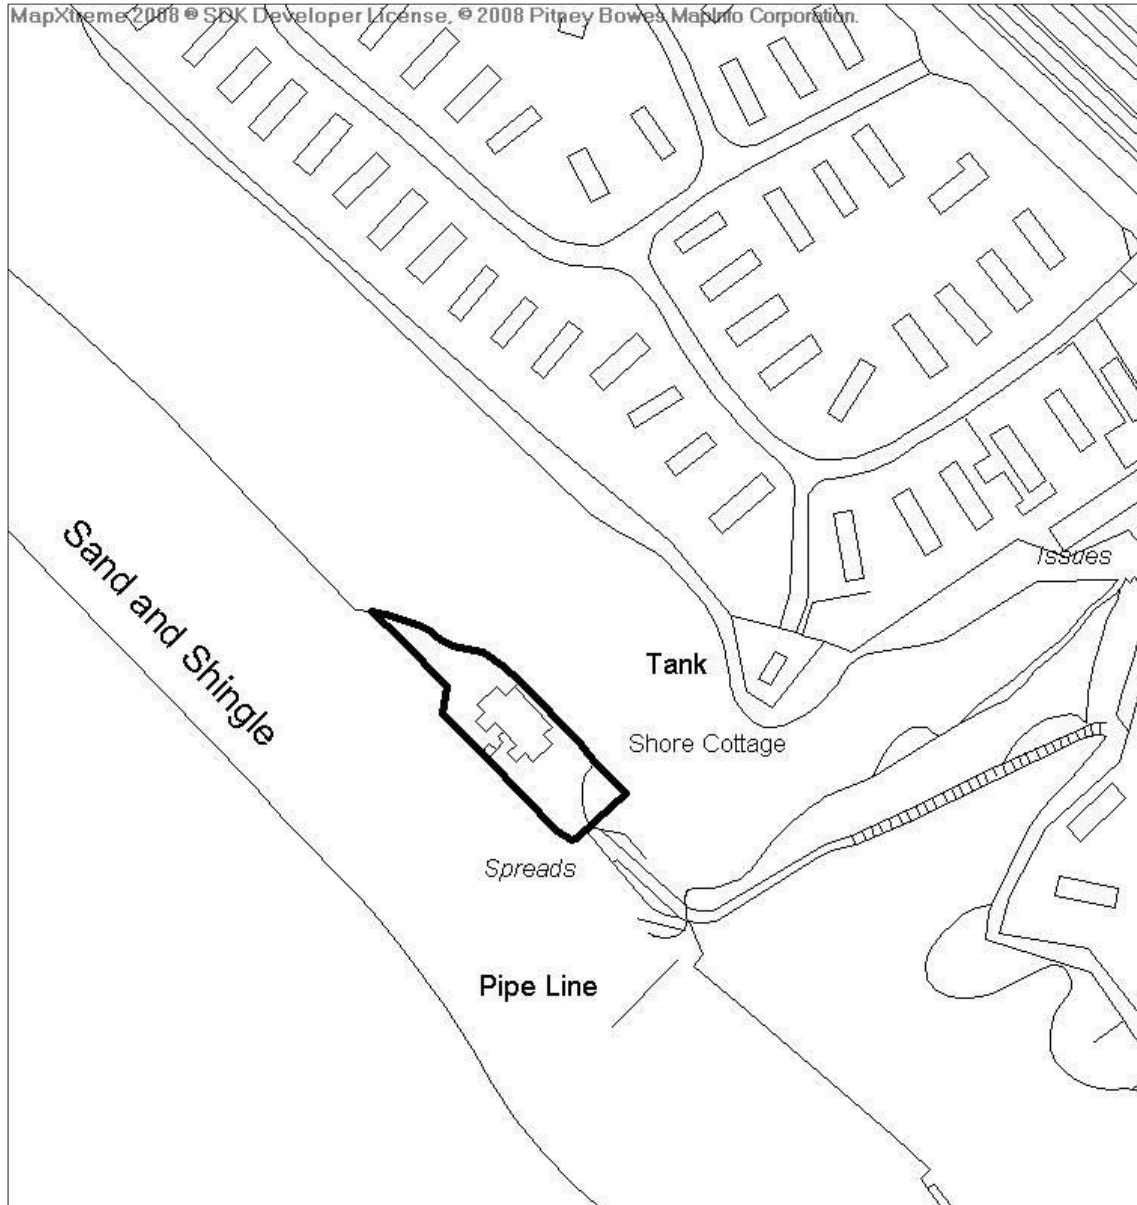 MapXtreme 2008 ® SDK Developer License, © 2008 Pitney Bowes MapInfo Corporation.
Issues
Sand and Shingle
Tank
Shore Cottage
Spreads
Pipe Line